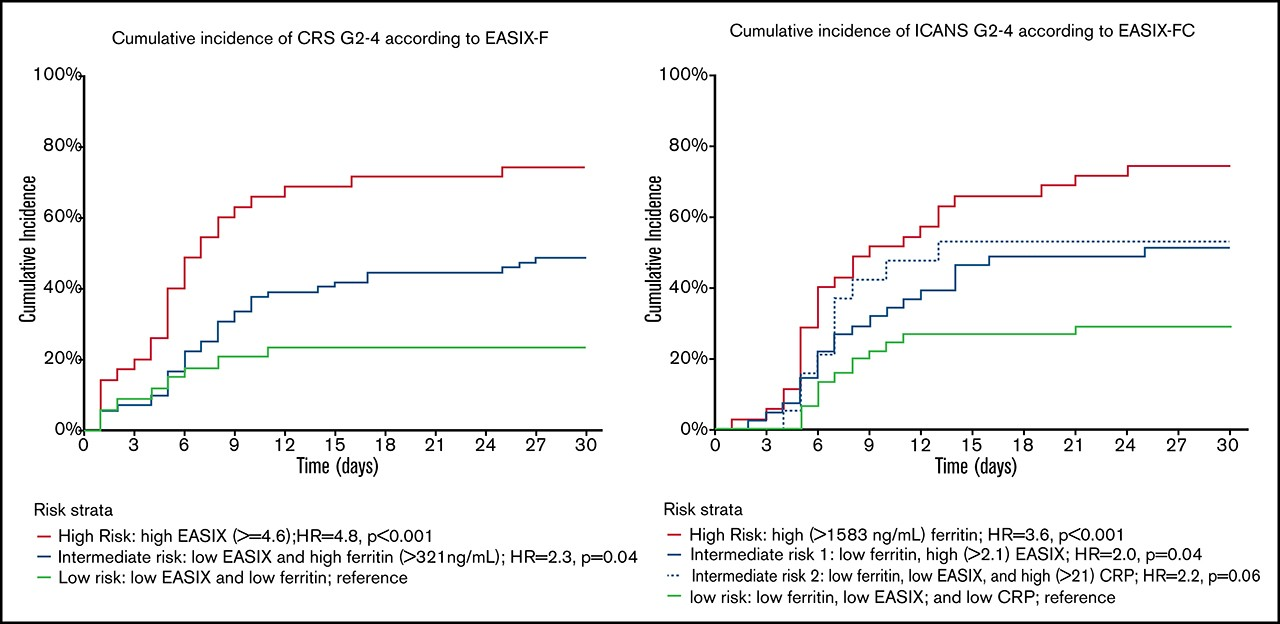 Cumulative incidence of CRS G2-4 according to EASIX-F
100%
80%
60%
40%
20%
0%
Cumulative Incidence
0 3 6 9 12 15 18 21 24 27 30
Time (days)
Risk strata
High Risk: high EASIX (>=4.6);HR=4.8, p<0.001
Intermediate risk: low EASIX and high ferritin (>321ng/mL); HR=2.3, p=0.04
Low risk: low EASIX and low ferritin; reference
Cumulative incidence of ICANS G2-4 according to EASIX-FC
100%
80%
60%
40%
20%
0%
Cumulative Incidence
0 3 6 9 12 15 18 21 24 27 30
Time (days)
Risk strata
High Risk: high (>1583 ng/mL) ferritin; HR=3.6, p<0.001
Intermediate risk 1: low ferritin, high (>2.1) EASIX; HR=2.0, p=0.04
Intermediate risk 2: low ferritin, low EASIX, and high (>21) CRP; HR=2.2, p=0.06
low risk: low ferritin, low EASIX; and low CRP; reference